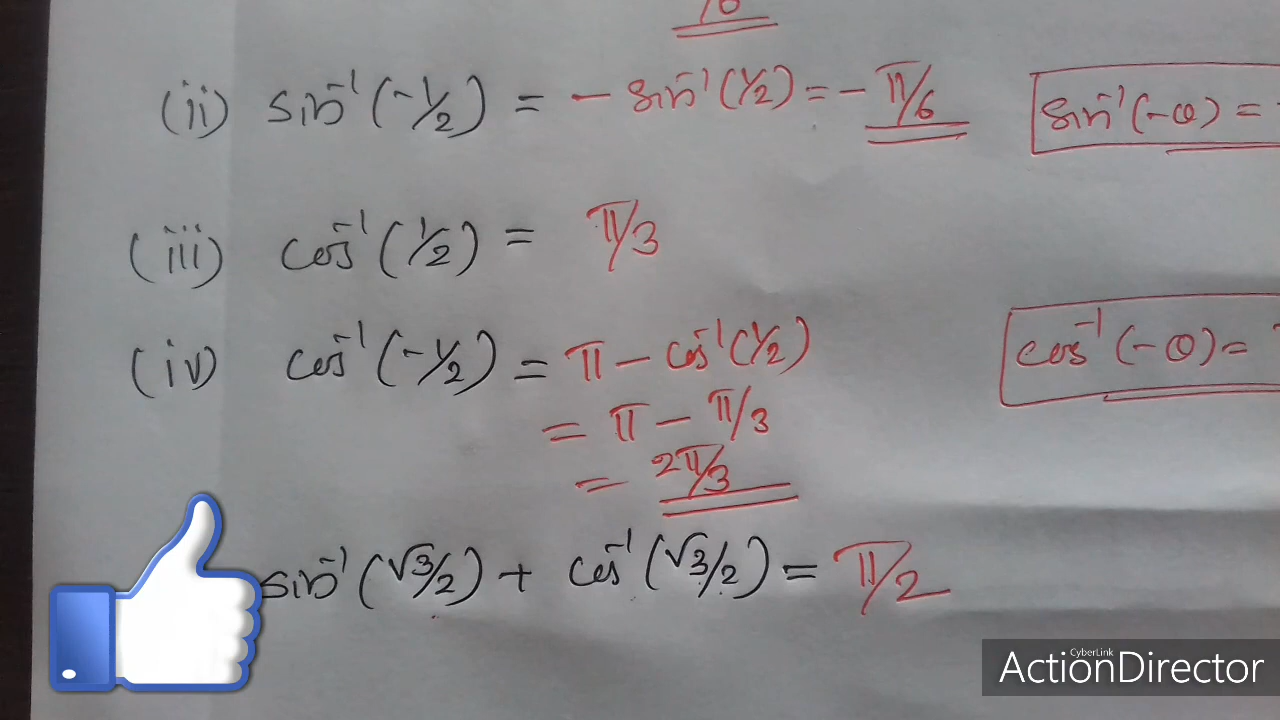 (ii) sin⁻¹(-1/2) = - sin⁻¹(1/2) = - π/6
sin⁻¹(-θ) =
(iii) cos⁻¹(1/2) = π/3
(iv) cos⁻¹(-1/2) = π - cos⁻¹(1/2)
cos⁻¹(-θ) =
= π - π/3
= 2π/3
sin⁻¹(√3/2) + cos⁻¹(√3/2) = π/2
CyberLink
ActionDirector